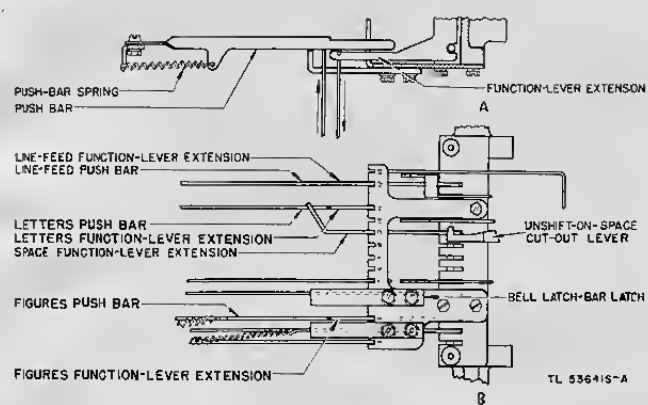 PUSH-BAR SPRING
PUSH BAR
FUNCTION-LEVER EXTENSION
A
LINE-FEED FUNCTION-LEVER EXTENSION
LINE-FEED PUSH BAR
LETTERS PUSH BAR
LETTERS FUNCTION-LEVER EXTENSION
SPACE FUNCTION-LEVER EXTENSION
UNSHIFT-ON-SPACE
CUT-OUT LEVER
FIGURES PUSH BAR
BELL LATCH-BAR LATCH
FIGURES FUNCTION-LEVER EXTENSION
TL 53641S-A
B